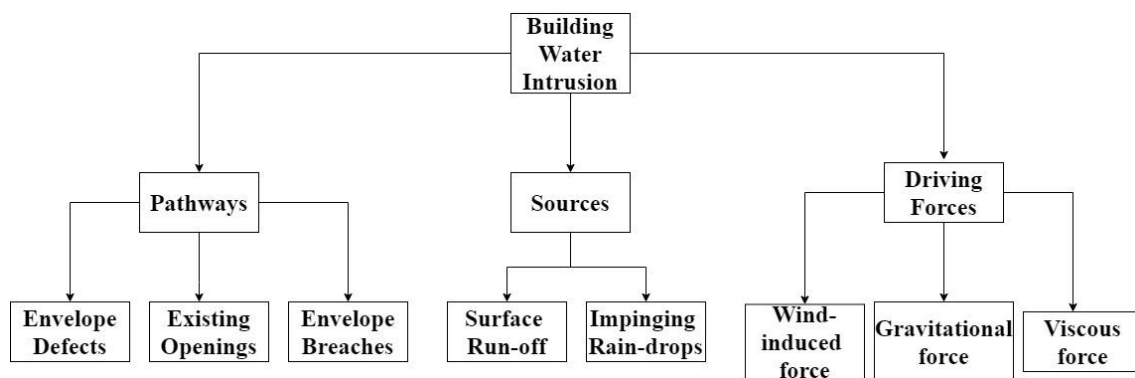 Building
Water
Intrusion
Pathways
Sources
Driving
Forces
Envelope
Defects
Existing
Openings
Envelope
Breaches
Surface
Run-off
Impinging
Rain-drops
Wind-
induced
force
Gravitational
force
Viscous
force